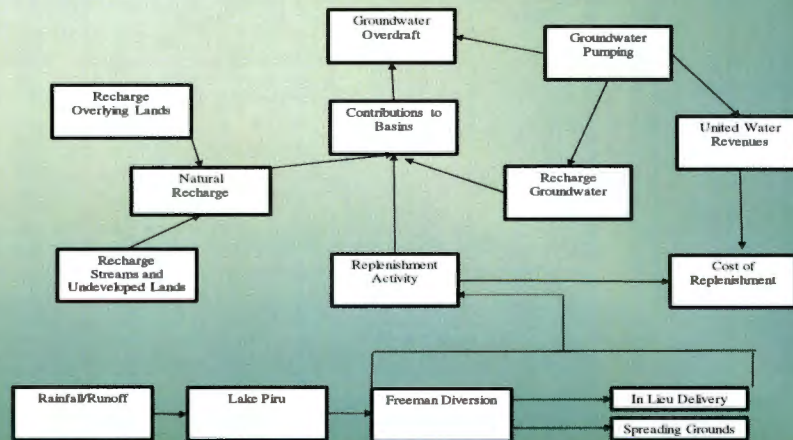 Groundwater
Overdraft
Groundwater
Pumping
Recharge
Overlying Lands
Contributions to
Basins
United Water
Revenues
Natural
Recharge
Recharge
Groundwater
Recharge
Streams and
Undeveloped Lands
Replenishment
Activity
Cost of
Replenishment
Rainfall/Runoff
Lake Piru
Freeman Diversion
In Lieu Delivery
Spreading Grounds